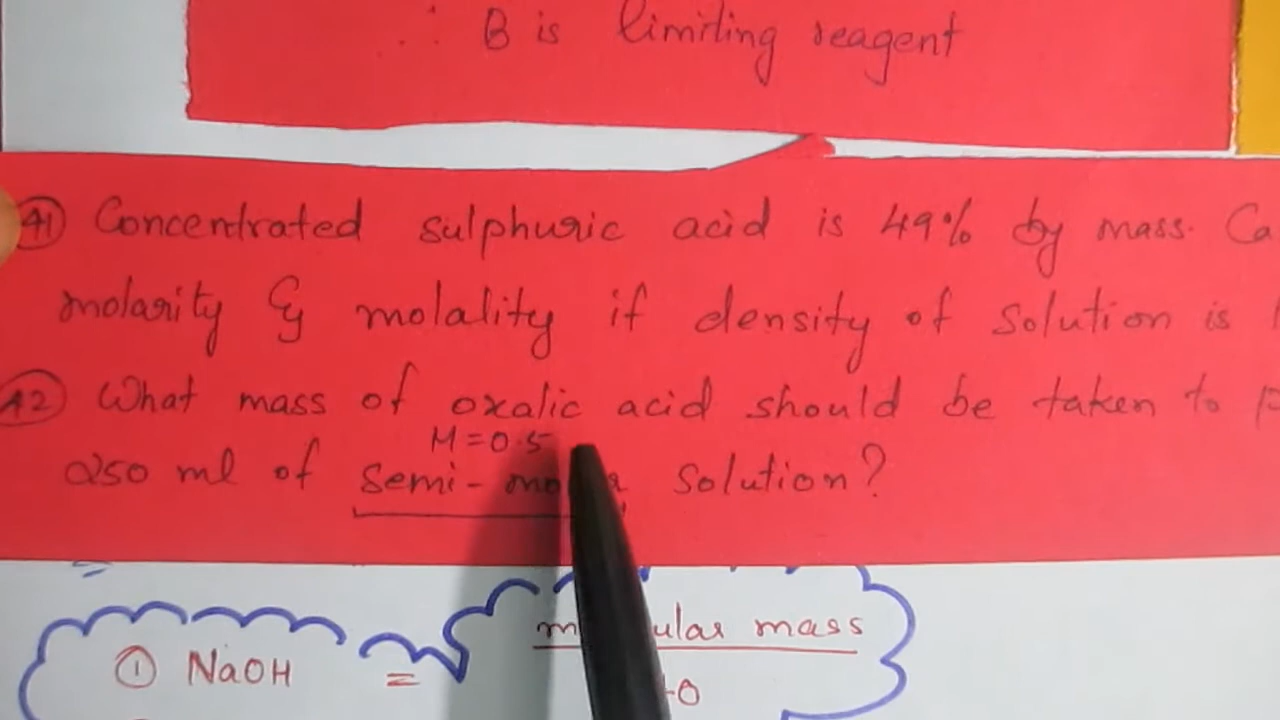 ∴ B is limiting reagent
41 Concentrated sulphuric acid is 49% by mass. Ca
molarity & molality if density of solution is
42 What mass of oxalic acid should be taken to
M = 0.5
250 ml of semi- solution?
mass
① NaOH =